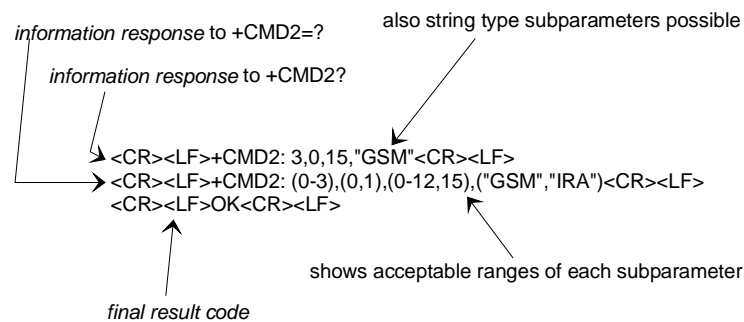 also string type subparameters possible
information response to +CMD2=?
information response to +CMD2?
<CR><LF>+CMD2: 3,0,15,"GSM"<CR><LF>
<CR><LF>+CMD2: (0-3),(0,1),(0-12,15),("GSM","IRA")<CR><LF>
<CR><LF>OK<CR><LF>
shows acceptable ranges of each subparameter
final result code